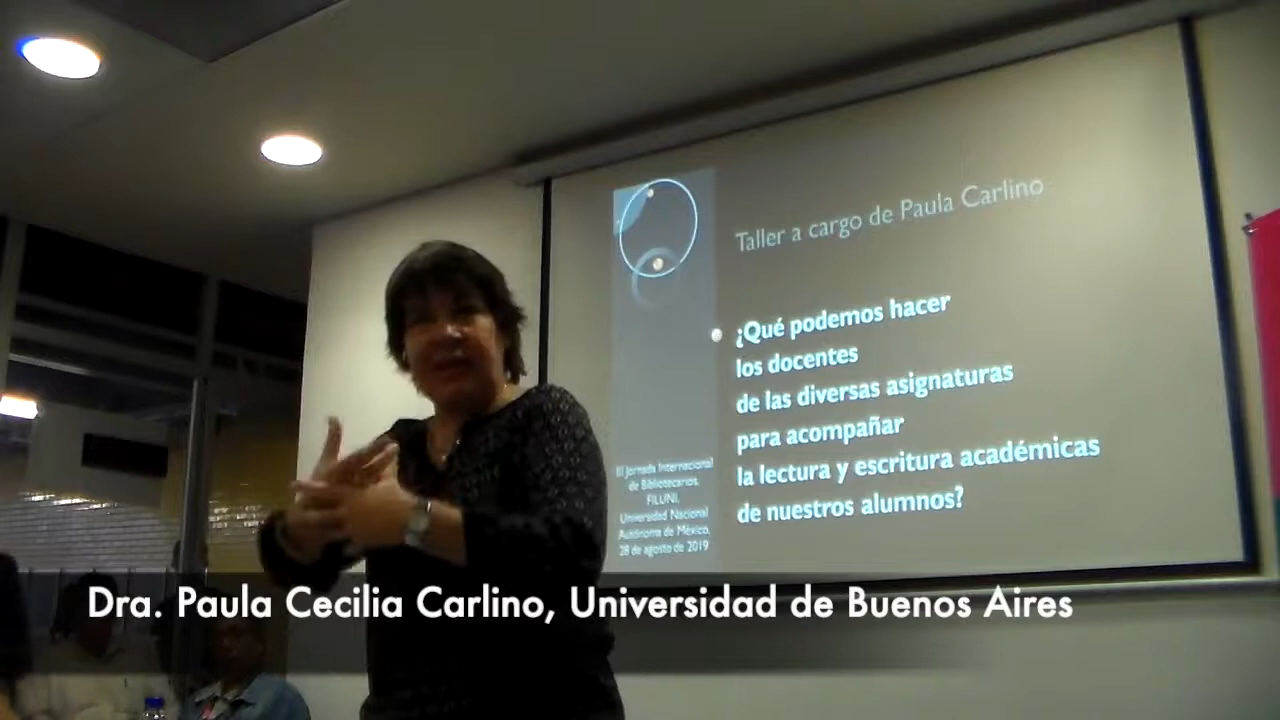 Taller a cargo de Paula Carlino
¿Qué podemos hacer
los docentes
de las diversas asignaturas
para acompañar
la lectura y escritura académicas
de nuestros alumnos?
III Jornada Internacional
de Bibliotecarios,
FILUNI,
Universidad Nacional
Autónoma de México,
28 de agosto de 2019
Dra. Paula Cecilia Carlino, Universidad de Buenos Aires